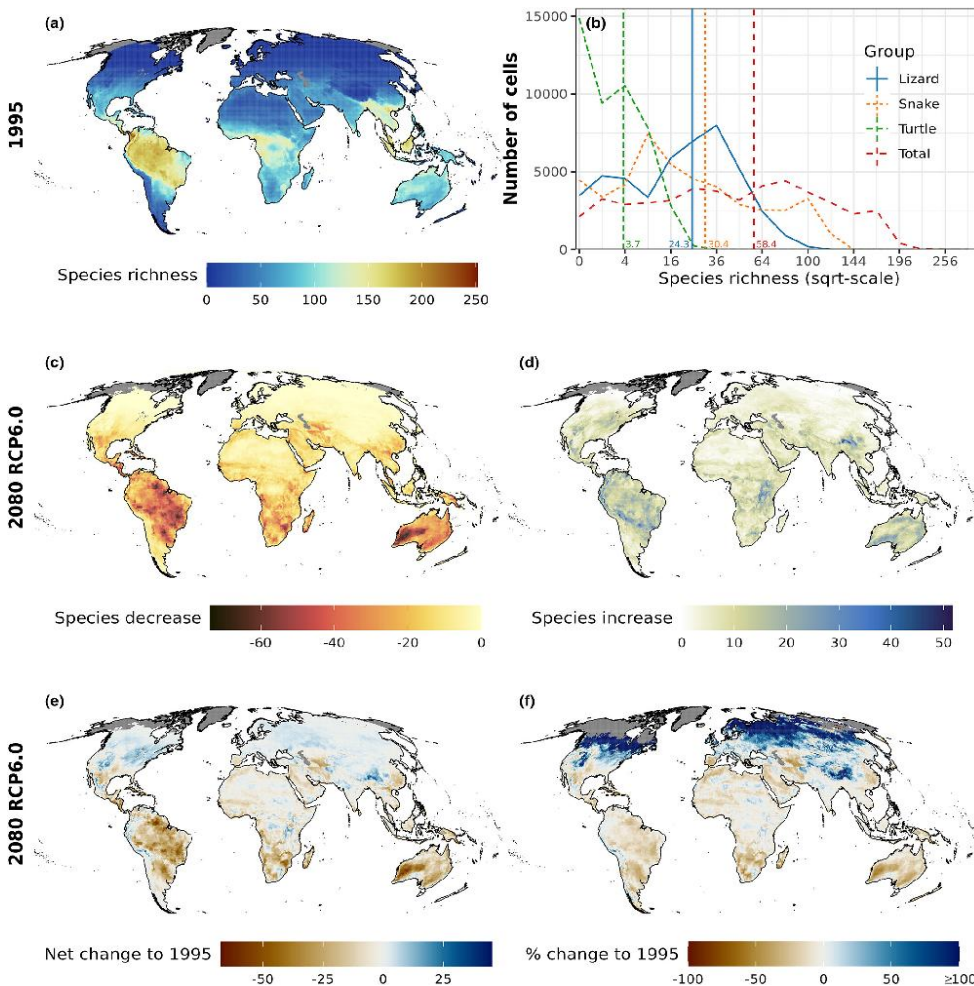 (a)
1995
Species richness
0 50 100 150 200 250
(b)
15000
10000
5000
0
Number of cells
Group
Lizard
Snake
Turtle
Total
3.7 24.3 30.4 58.4
0 4 16 36 64 100 144 196 256
Species richness (sqrt-scale)
(c)
2080 RCP6.0
Species decrease
-60 -40 -20 0
(d)
Species increase
0 10 20 30 40 50
(e)
2080 RCP6.0
Net change to 1995
-50 -25 0 25
(f)
% change to 1995
-100 -50 0 50 ≥100